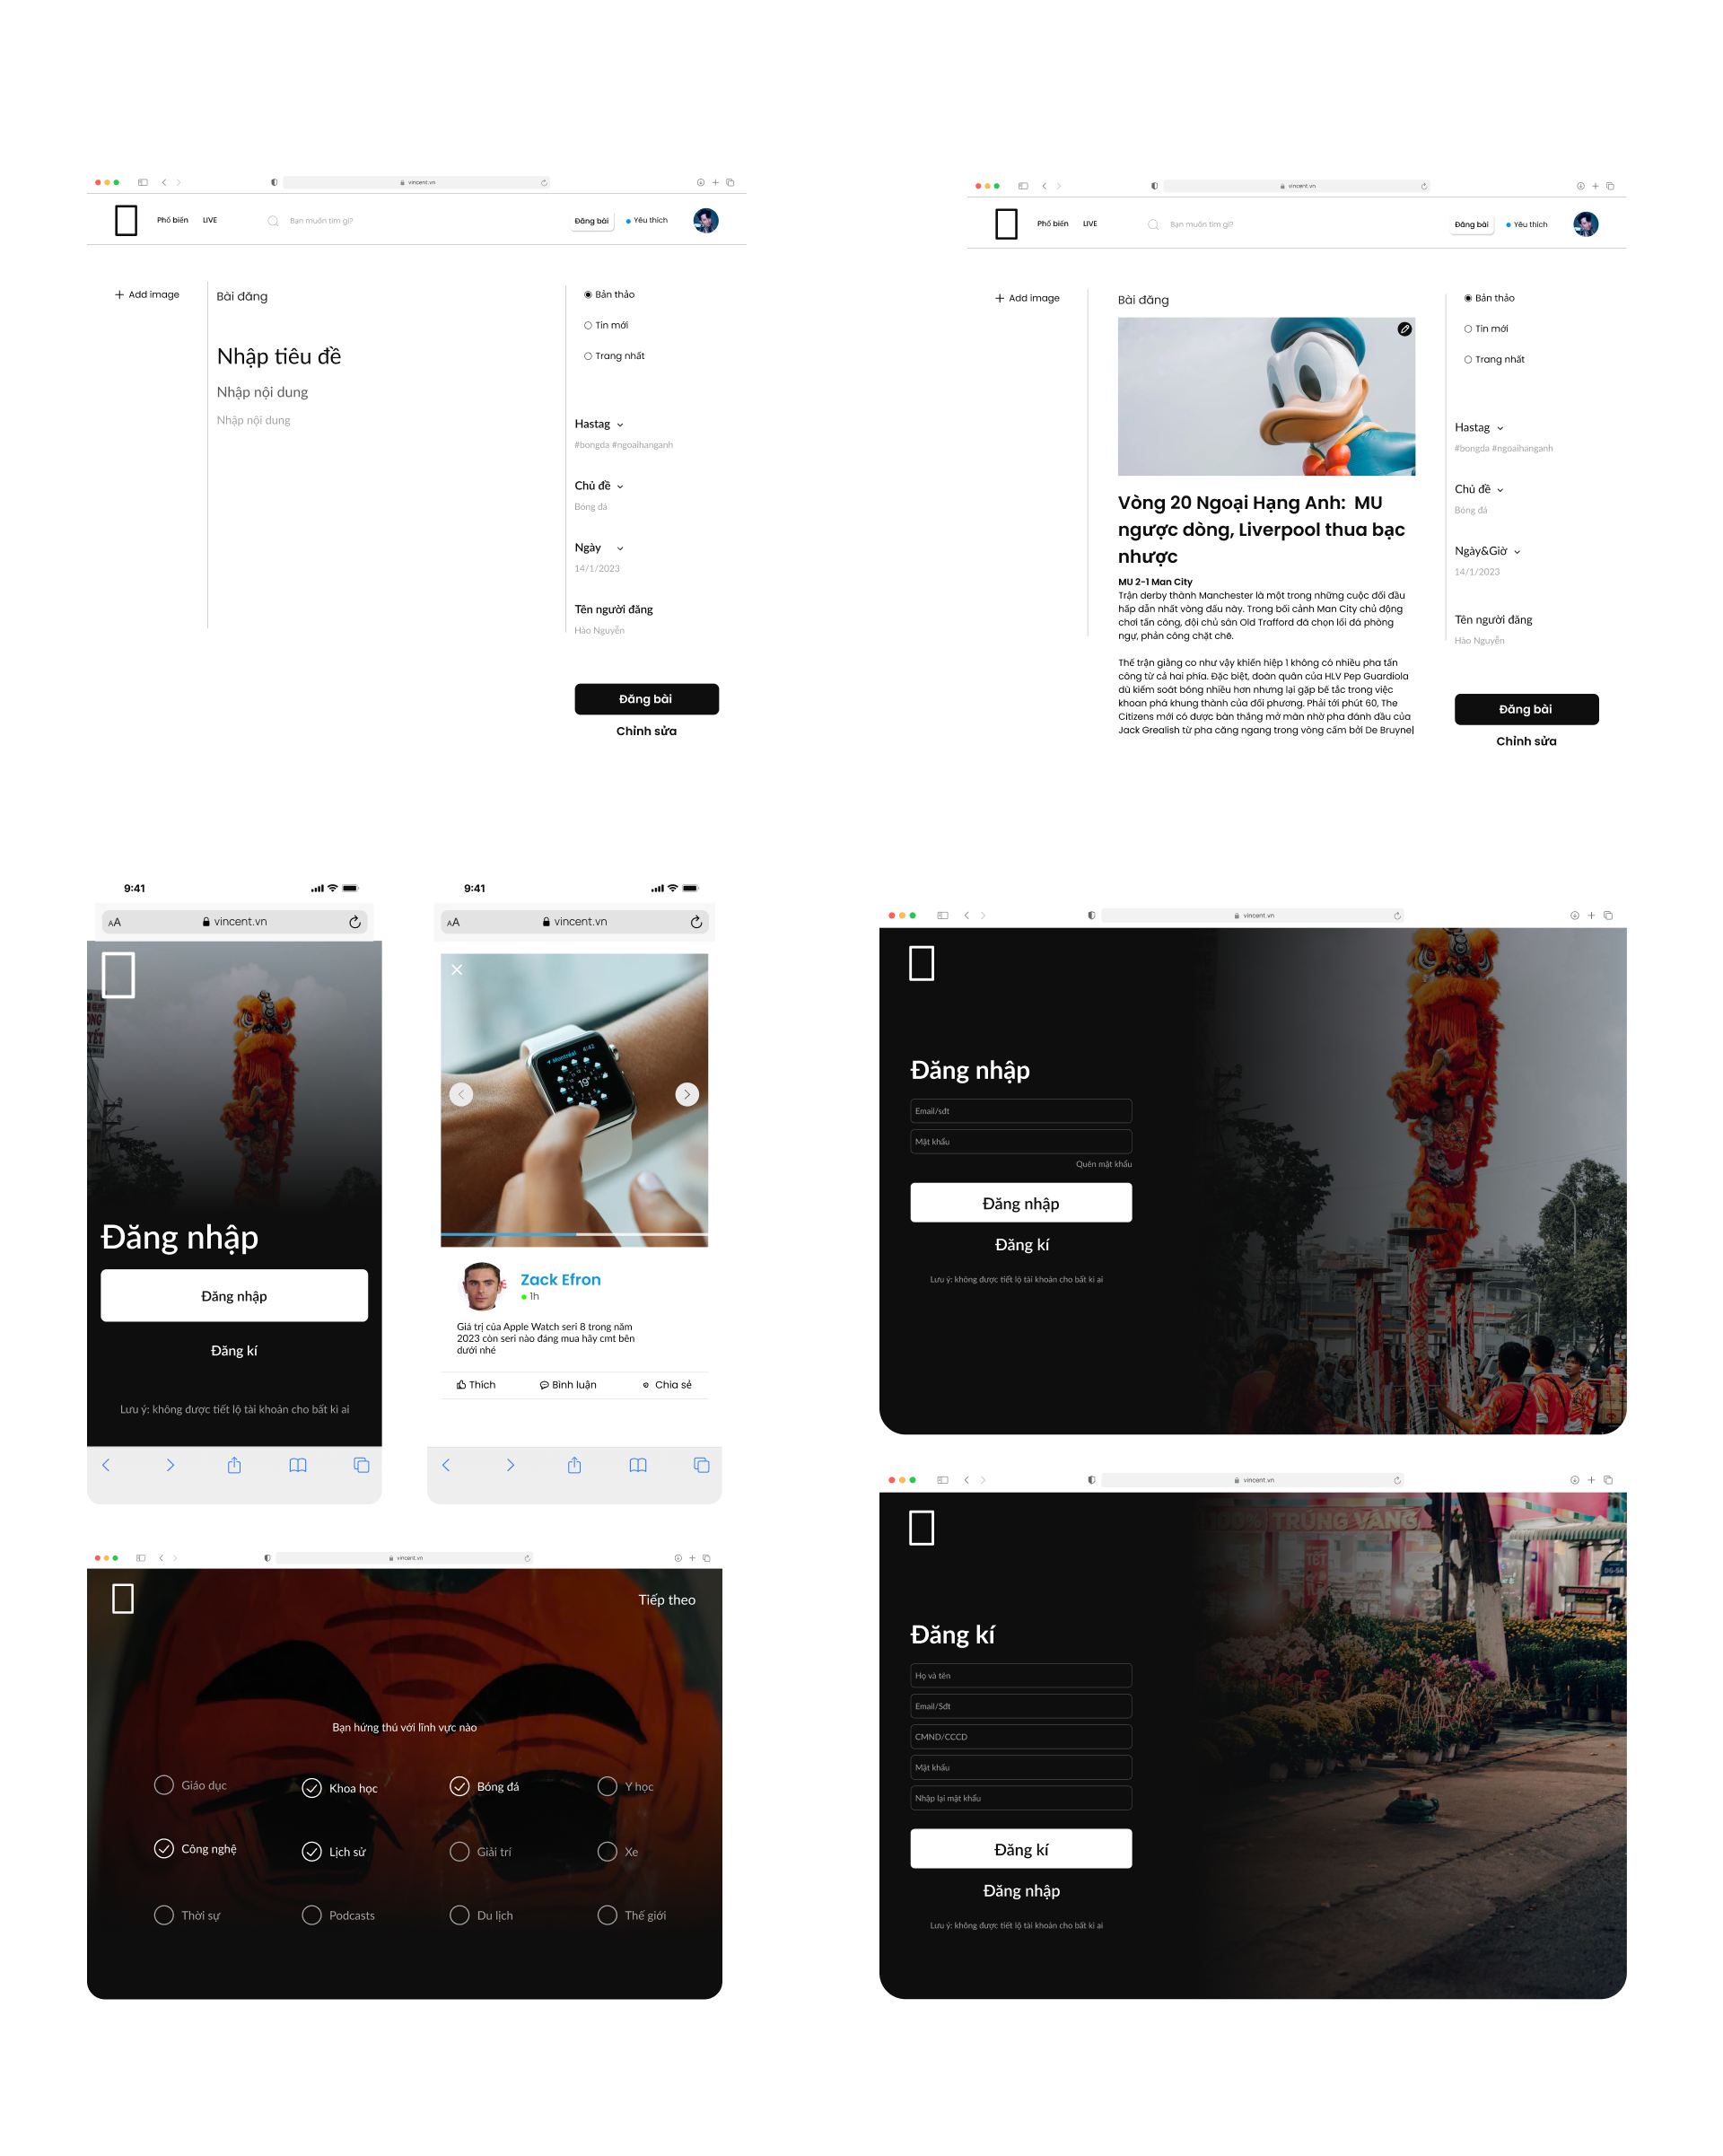 vincent.vn
Phổ biến LIVE Bạn muốn tìm gì? Đăng bài Yêu thích
Add image
Bài đăng
Nhập tiêu đề
Nhập nội dung
Nhập nội dung
Bản thảo
Tin mới
Trang nhất
Hastag
#bongda #ngoaihanganh
Chủ đề
Bóng đá
Ngày
14/1/2023
Tên người đăng
Hào Nguyễn
Đăng bài
Chỉnh sửa
vincent.vn
Phổ biến LIVE Bạn muốn tìm gì? Đăng bài Yêu thích
Add image
Bài đăng
Vòng 20 Ngoại Hạng Anh: MU
ngược dòng, Liverpool thua bạc
nhược
MU 2-1 Man City
Trận derby thành Manchester là một trong những cuộc đối đầu
hấp dẫn nhất vòng đấu này. Trong bối cảnh Man City chủ động
chơi tấn công, đội chủ sân Old Trafford đã chọn lối đá phòng
ngự, phản công chặt chẽ.
Thế trận giằng co như vậy khiến hiệp 1 không có nhiều pha tấn
công từ cả hai phía. Đặc biệt, đoàn quân của HLV Pep Guardiola
dù kiểm soát bóng nhiều hơn nhưng lại gặp bế tắc trong việc
khoan phá khung thành của đối phương. Phải tới phút 60, The
Citizens mới có được bàn thắng mở màn nhờ pha đánh đầu của
Jack Grealish từ pha căng ngang trong vòng cấm bởi De Bruyne
Bản thảo
Tin mới
Trang nhất
Hastag
#bongda #ngoaihanganh
Chủ đề
Bóng đá
Ngày&Giờ
14/1/2023
Tên người đăng
Hào Nguyễn
Đăng bài
Chỉnh sửa
9:41
AA vincent.vn
Đăng nhập
Đăng nhập
Đăng kí
Lưu ý: không được tiết lộ tài khoản cho bất kì ai
9:41
AA vincent.vn
Montréal 4:42
19°
Zack Efron
1h
Giá trị của Apple Watch seri 8 trong năm
2023 còn seri nào đáng mua hãy cmt bên
dưới nhé
Thích Bình luận Chia sẻ
vincent.vn
Đăng nhập
Email/sđt
Mật khẩu
Quên mật khẩu
Đăng nhập
Đăng kí
Lưu ý: không được tiết lộ tài khoản cho bất kì ai
vincent.vn
Tiếp theo
Bạn hứng thú với lĩnh vực nào
Giáo dục Khoa học Bóng đá Y học
Công nghệ Lịch sử Giải trí Xe
Thời sự Podcasts Du lịch Thế giới
vincent.vn
100% TRÚNG VÀNG
TẾT
Đăng kí
Họ và tên
Email/Sđt
CMND/CCCD
Mật khẩu
Nhập lại mật khẩu
Đăng kí
Đăng nhập
Lưu ý: không được tiết lộ tài khoản cho bất kì ai